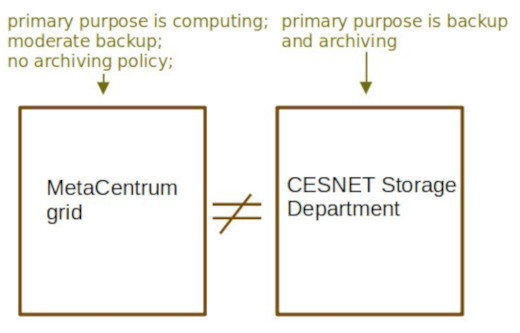 primary purpose is computing;
moderate backup;
no archiving policy;
primary purpose is backup
and archiving
MetaCentrum
grid
≠
CESNET Storage
Department